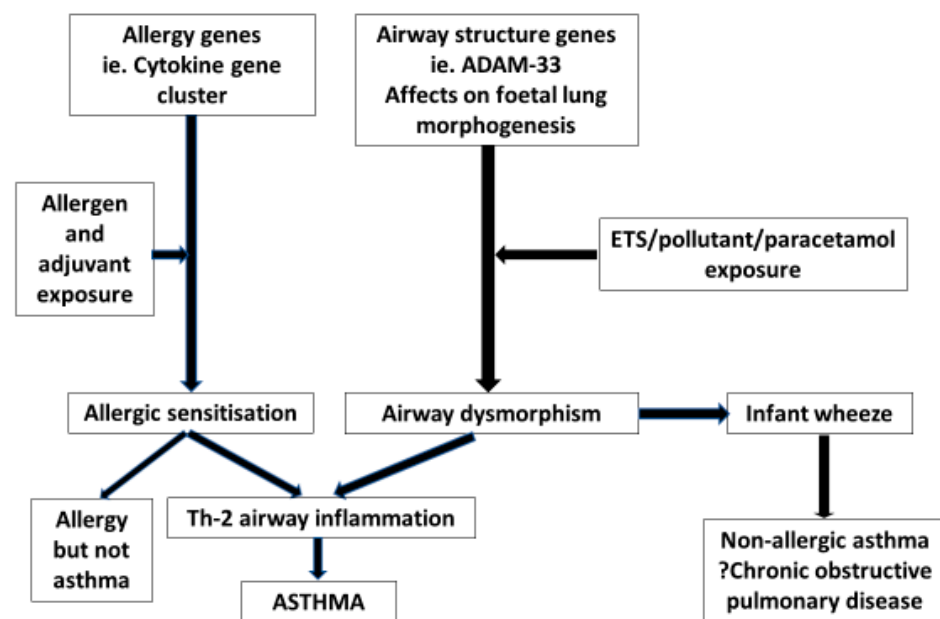 Allergy genes
ie. Cytokine gene
cluster
Airway structure genes
ie. ADAM-33
Affects on foetal lung
morphogenesis
Allergen
and
adjuvant
exposure
ETS/pollutant/paracetamol
exposure
Allergic sensitisation
Airway dysmorphism
Infant wheeze
Allergy
but not
asthma
Th-2 airway inflammation
ASTHMA
Non-allergic asthma
?Chronic obstructive
pulmonary disease